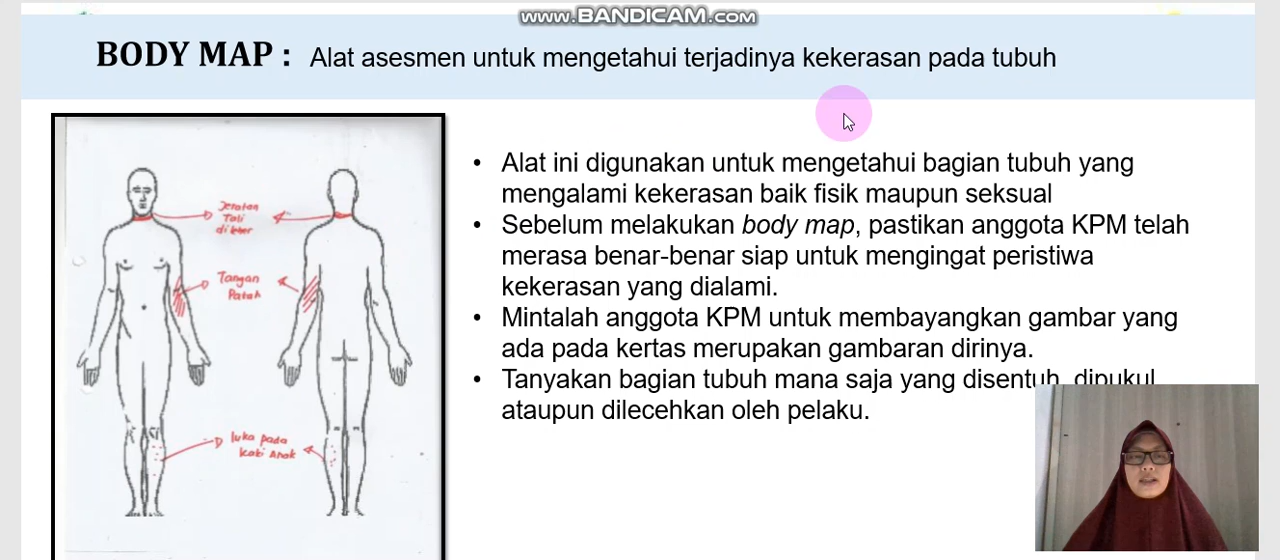 www.BANDICAM.com
BODY MAP : Alat asesmen untuk mengetahui terjadinya kekerasan pada tubuh
Jeratan
Tali
di leher
Tangan
Patah
luka pada
kaki Anak
• Alat ini digunakan untuk mengetahui bagian tubuh yang
mengalami kekerasan baik fisik maupun seksual
• Sebelum melakukan body map, pastikan anggota KPM telah
merasa benar-benar siap untuk mengingat peristiwa
kekerasan yang dialami.
• Mintalah anggota KPM untuk membayangkan gambar yang
ada pada kertas merupakan gambaran dirinya.
• Tanyakan bagian tubuh mana saja yang disentuh, dipukul
ataupun dilecehkan oleh pelaku.